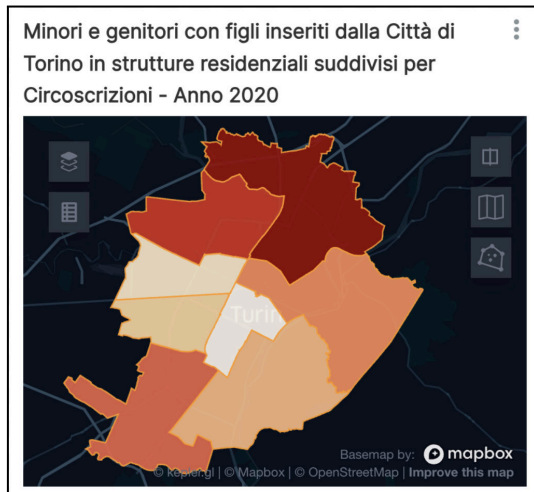 Minori e genitori con figli inseriti dalla Città di
Torino in strutture residenziali suddivisi per
Circoscrizioni - Anno 2020
Turin
Basemap by: mapbox
© kepler.gl | © Mapbox | © OpenStreetMap | Improve this map